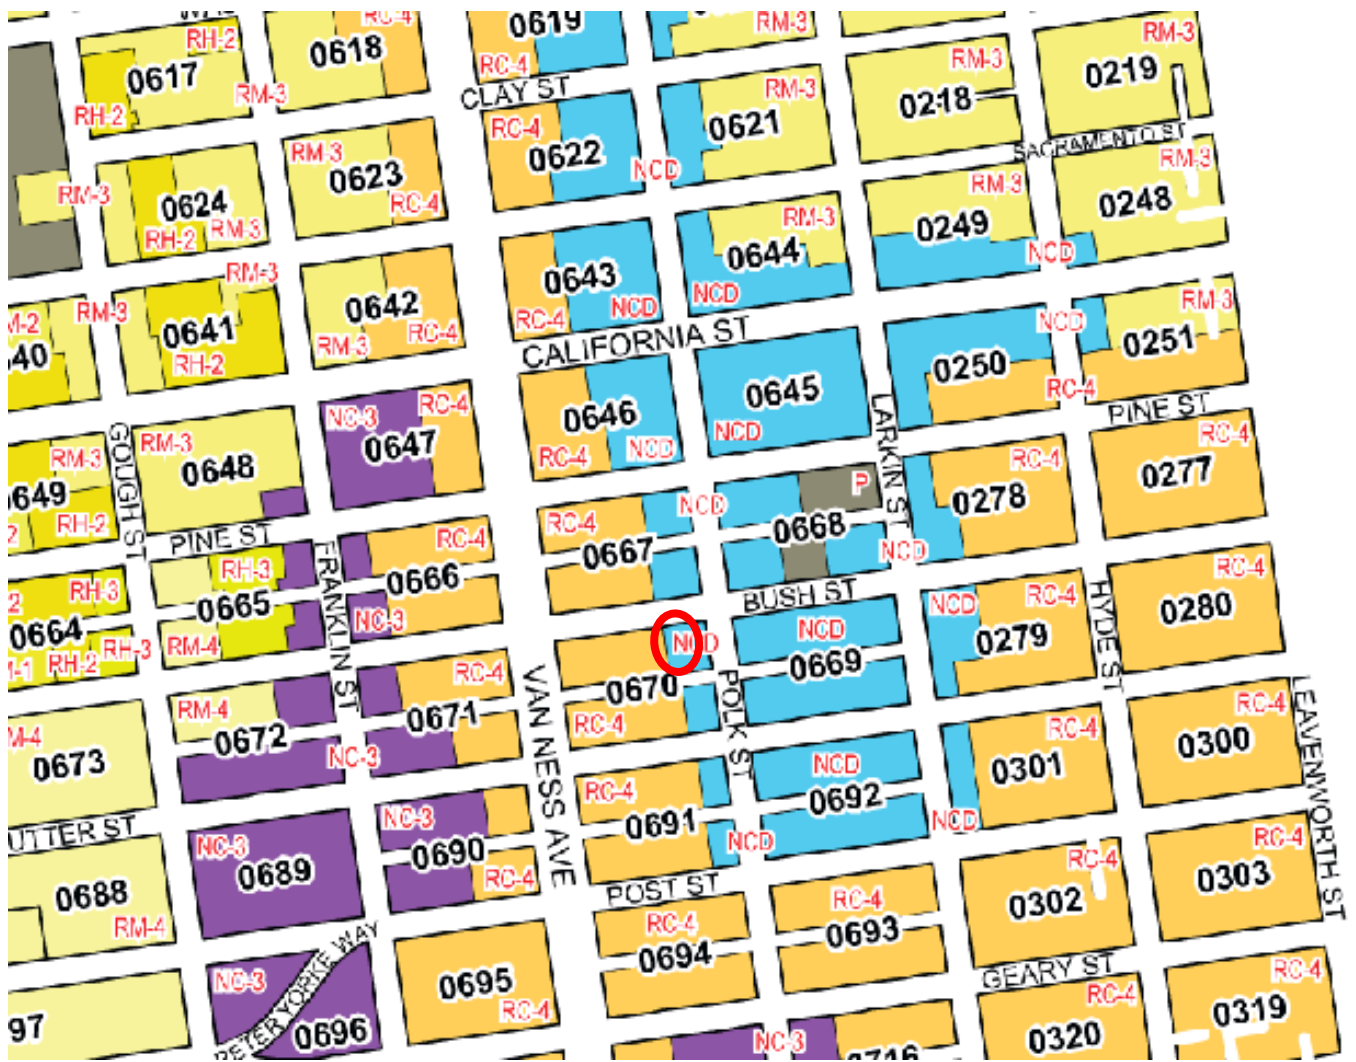 RH-2
0617
RH-2
RM-3
RC-4
0618
0619
RC-4
CLAY ST
RM-3
RM-3
0621
RM-3
0218
RM-3
0219
SACRAMENTO ST
RM-3
0624
RH-2
RM-3
RM-3
0623
RC-4
RC-4
0622
NCD
RM-3
0644
NCD
RM-3
0249
NCD
RM-3
0248
RM-3
RM-3
0641
RH-2
0642
RM-3
RC-4
0643
RC-4
NCD
CALIFORNIA ST
NCD
0250
RC-4
RM-3
0251
PINE ST
40
GOUGH ST
RM-3
0648
NC-3
RC-4
0647
0646
RC-4
NCD
0645
NCD
LARKIN ST
RC-4
0278
RC-4
0277
RM-3
0649
RH-2
PINE ST
FRANKLIN ST
RC-4
0666
NC-3
RC-4
0667
NCD
P
0668
NCD
BUSH ST
RH-3
0664
RH-2
RH-3
RH-3
0665
RM-4
NCD
0670
RC-4
NCD
0669
NCD
RC-4
0279
HYDE ST
RC-4
0280
VAN NESS AVE
POLK ST
M-4
0673
RM-4
0672
NC-3
RC-4
0671
RC-4
0691
NCD
NCD
0692
NCD
RC-4
0301
RC-4
0300
LEAVENWORTH ST
UTTER ST
0688
RM-4
NC-3
0689
NC-3
0690
RC-4
POST ST
RC-4
0694
RC-4
0693
RC-4
0302
RC-4
0303
97
NC-3
PETER YORKE WAY
0696
0695
RC-4
NC-3
0716
GEARY ST
RC-4
0320
RC-4
0319